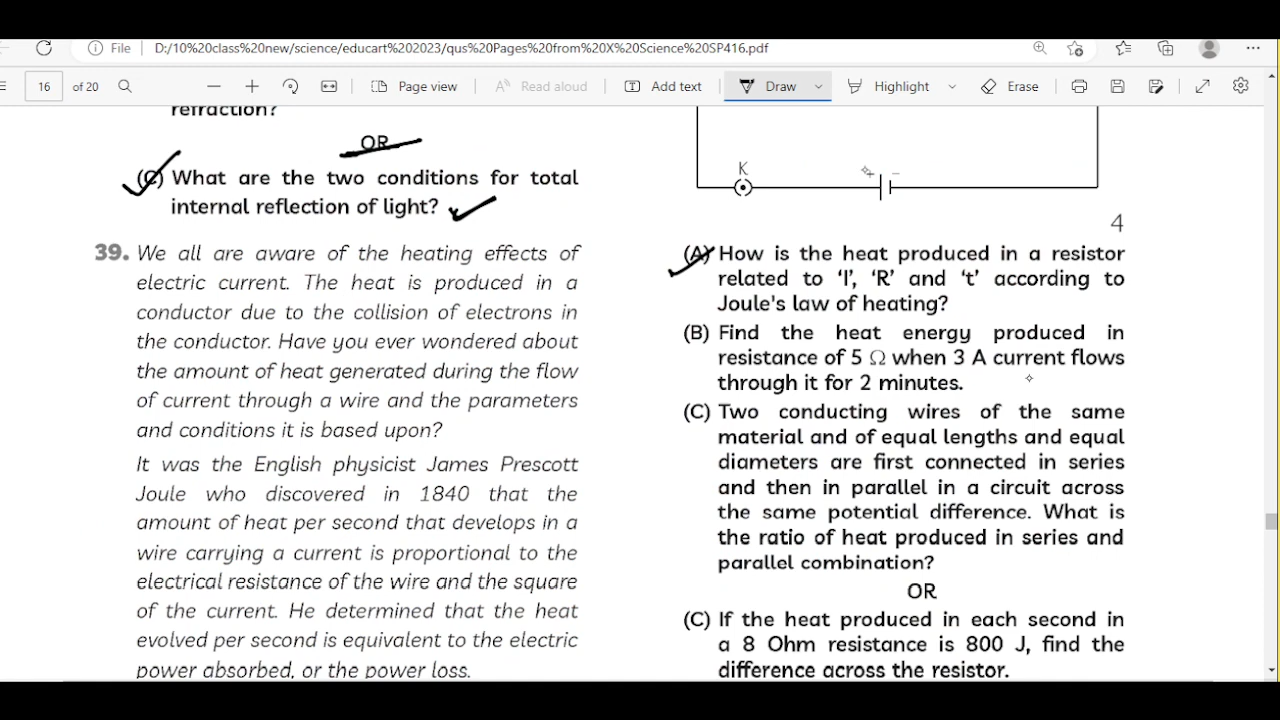 File D:/10%20class%20new/science/educart%202023/qus%20Pages%20from%20X%20Science%20SP416.pdf
16 of 20 Page view Read aloud Add text Draw Highlight Erase
refraction?
OR
(C) What are the two conditions for total
internal reflection of light?
39. We all are aware of the heating effects of
electric current. The heat is produced in a
conductor due to the collision of electrons in
the conductor. Have you ever wondered about
the amount of heat generated during the flow
of current through a wire and the parameters
and conditions it is based upon?
It was the English physicist James Prescott
Joule who discovered in 1840 that the
amount of heat per second that develops in a
wire carrying a current is proportional to the
electrical resistance of the wire and the square
of the current. He determined that the heat
evolved per second is equivalent to the electric
power absorbed, or the power loss.
K + −
4
(A) How is the heat produced in a resistor
related to ‘I’, ‘R’ and ‘t’ according to
Joule's law of heating?
(B) Find the heat energy produced in
resistance of 5 Ω when 3 A current flows
through it for 2 minutes.
(C) Two conducting wires of the same
material and of equal lengths and equal
diameters are first connected in series
and then in parallel in a circuit across
the same potential difference. What is
the ratio of heat produced in series and
parallel combination?
OR
(C) If the heat produced in each second in
a 8 Ohm resistance is 800 J, find the
difference across the resistor.